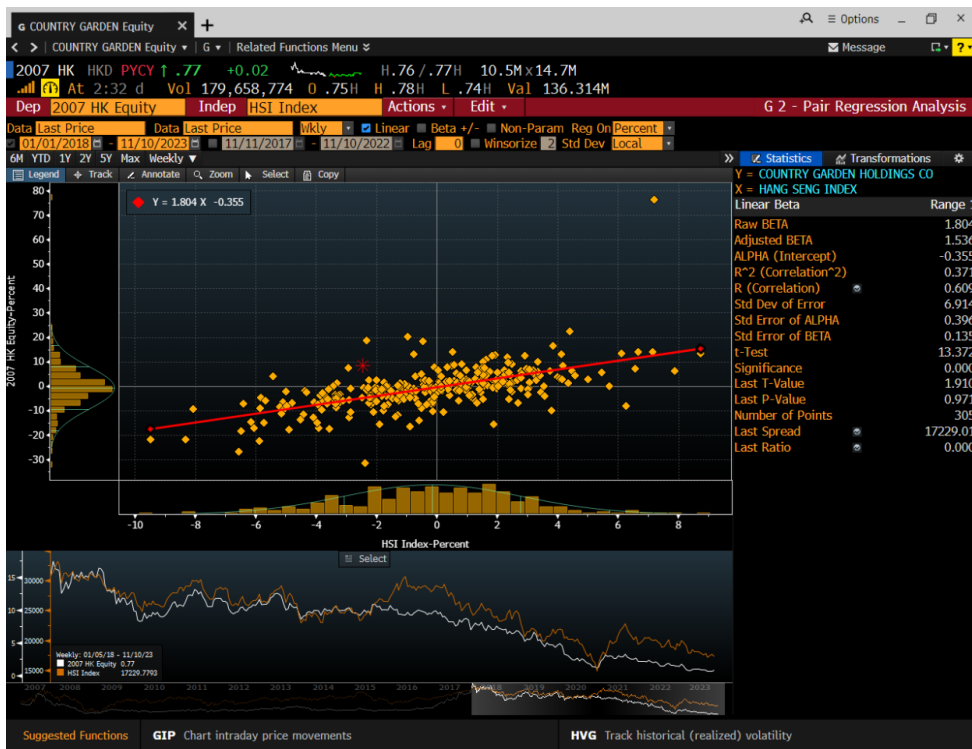 G COUNTRY GARDEN Equity × +
Options
< > COUNTRY GARDEN Equity ▾ G ▾ Related Functions Menu
Message
2007 HK HKD PYCY ↑ .77 +0.02 H.76 / .77H 10.5M x 14.7M
At 2:32 d Vol 179,658,774 O .75H H .78H L .74H Val 136.314M
Dep 2007 HK Equity Indep HSI Index Actions Edit G 2 - Pair Regression Analysis
Data Last Price Data Last Price Wkly Linear Beta +/- Non-Param Reg On Percent
01/01/2018 - 11/10/2023 11/11/2017 - 11/10/2022 Lag 0 Winsorize 2 Std Dev Local
6M YTD 1Y 2Y 5Y Max Weekly ▼ » Statistics Transformations
Legend Track Annotate Zoom Select Copy
Y = COUNTRY GARDEN HOLDINGS CO
X = HANG SENG INDEX
Linear Beta Range 1
Raw BETA 1.804
Adjusted BETA 1.536
ALPHA (Intercept) -0.355
R^2 (Correlation^2) 0.371
R (Correlation) 0.609
Std Dev of Error 6.914
Std Error of ALPHA 0.396
Std Error of BETA 0.135
t-Test 13.372
Significance 0.000
Last T-Value 1.910
Last P-Value 0.971
Number of Points 305
Last Spread 17229.01
Last Ratio 0.000
Y = 1.804 X -0.355
80
70
60
50
40
30
20
10
0
-10
-20
-30
2007 HK Equity-Percent
-10 -8 -6 -4 -2 0 2 4 6 8
HSI Index-Percent
Select
15 30000
10 25000
5 20000
0 15000
Weekly: 01/05/18 - 11/10/23
2007 HK Equity 0.77
HSI Index 17229.7793
2007 2008 2009 2010 2011 2012 2013 2014 2015 2016 2017 2018 2019 2020 2021 2022 2023
Suggested Functions GIP Chart intraday price movements HVG Track historical (realized) volatility